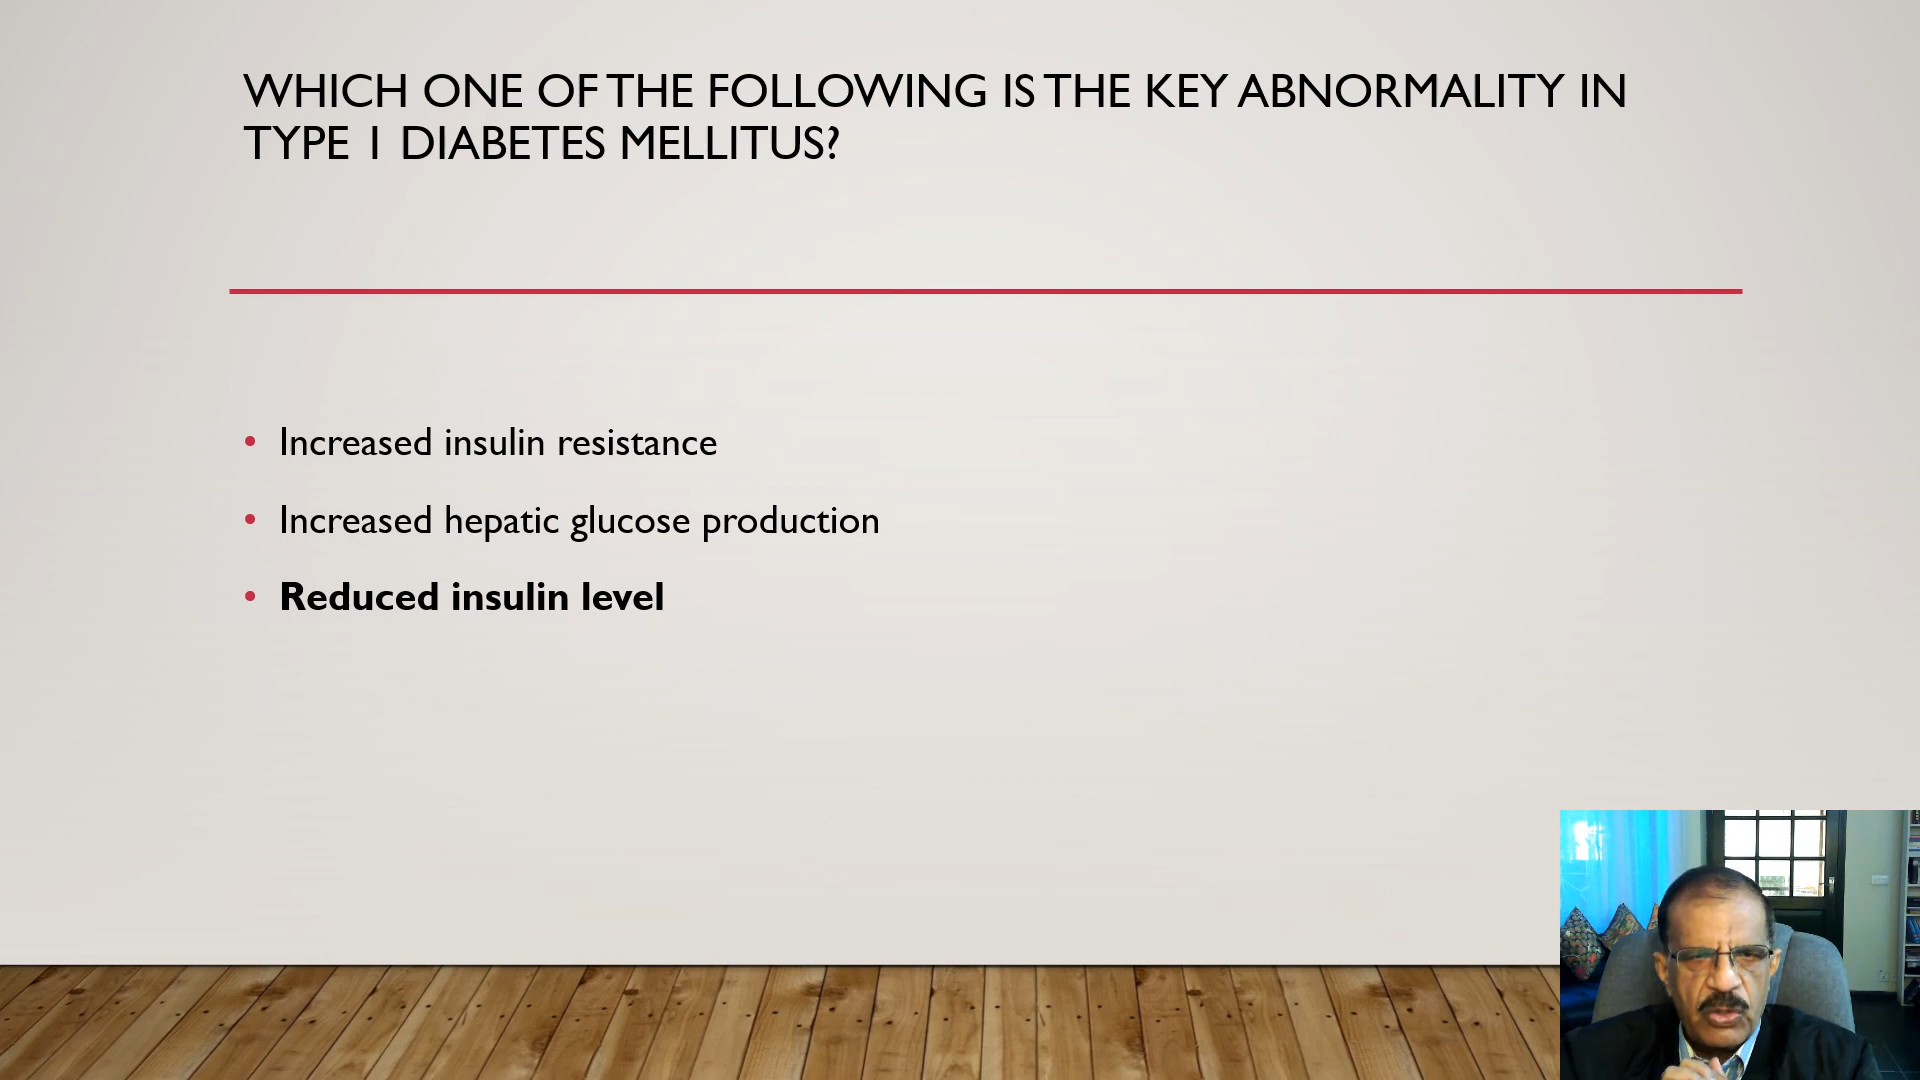 WHICH ONE OF THE FOLLOWING IS THE KEY ABNORMALITY IN
TYPE 1 DIABETES MELLITUS?
• Increased insulin resistance
• Increased hepatic glucose production
• Reduced insulin level